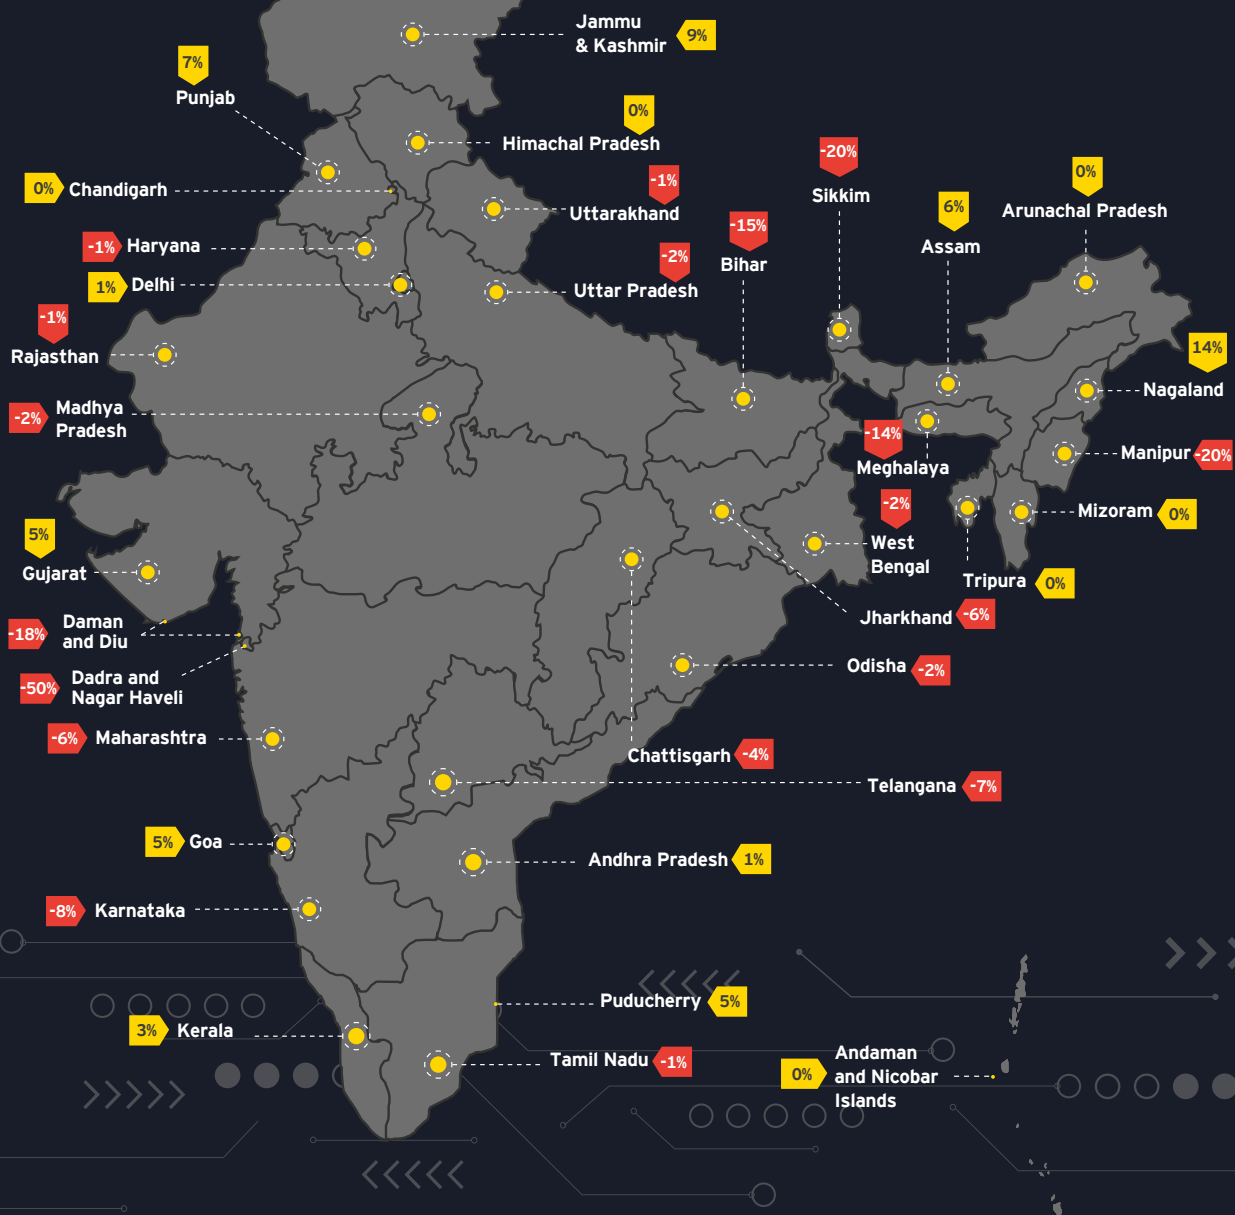 Jammu
& Kashmir 9%
7%
Punjab
0%
Himachal Pradesh
0% Chandigarh
-1%
Uttarakhand
-20%
Sikkim
6%
Assam
0%
Arunachal Pradesh
-1% Haryana
1% Delhi
-2%
Uttar Pradesh
-15%
Bihar
-1%
Rajasthan
14%
Nagaland
-2% Madhya
Pradesh
-14%
Meghalaya
Manipur -20%
-2%
West
Bengal
Mizoram 0%
Tripura 0%
5%
Gujarat
Jharkhand -6%
-18% Daman
and Diu
Odisha -2%
-50% Dadra and
Nagar Haveli
-6% Maharashtra
Chattisgarh -4%
Telangana -7%
5% Goa
Andhra Pradesh 1%
-8% Karnataka
Puducherry 5%
3% Kerala
Tamil Nadu -1%
0% Andaman
and Nicobar
Islands